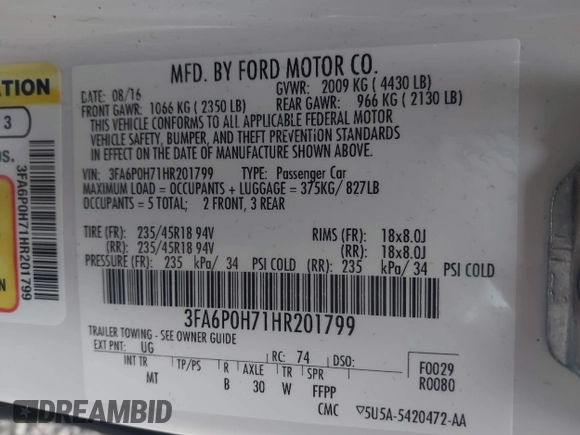 MFD. BY FORD MOTOR CO.
DATE: 08/16
GVWR: 2009 KG ( 4430 LB)
FRONT GAWR: 1066 KG ( 2350 LB)
REAR GAWR: 966 KG ( 2130 LB)
THIS VEHICLE CONFORMS TO ALL APPLICABLE FEDERAL MOTOR
VEHICLE SAFETY, BUMPER, AND THEFT PREVENTION STANDARDS
IN EFFECT ON THE DATE OF MANUFACTURE SHOWN ABOVE.
VIN: 3FA6P0H71HR201799 TYPE: Passenger Car
MAXIMUM LOAD = OCCUPANTS + LUGGAGE = 375KG/ 827LB
OCCUPANTS = 5 TOTAL; 2 FRONT, 3 REAR
TIRE (FR): 235/45R18 94V RIMS (FR): 18x8.0J
(RR): 235/45R18 94V (RR): 18x8.0J
PRESSURE (FR): 235 kPa/ 34 PSI COLD (RR): 235 kPa/ 34 PSI COLD
3FA6P0H71HR201799
TRAILER TOWING - SEE OWNER GUIDE
EXT PNT: UG RC: 74 DSO:
INT TR TP/PS R AXLE TR SPR
MT B 30 W FFPP
F0029
R0080
CMC ▽5U5A-5420472-AA
ATION
3
OS.
3FA6P0H71HR201799
DREAMBID